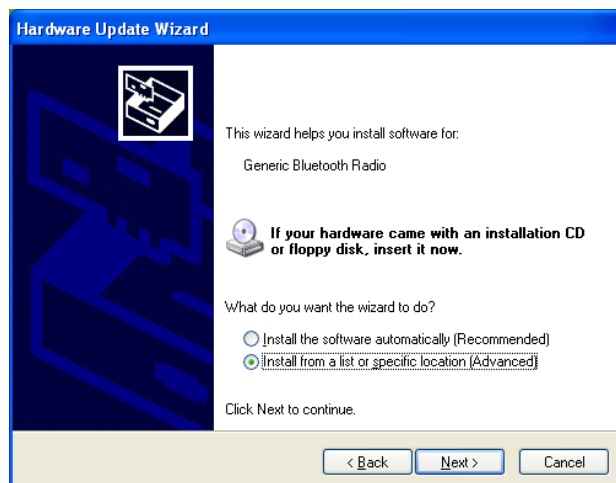 Hardware Update Wizard
This wizard helps you install software for:
Generic Bluetooth Radio
If your hardware came with an installation CD
or floppy disk, insert it now.
What do you want the wizard to do?
Install the software automatically (Recommended)
Install from a list or specific location (Advanced)
Click Next to continue.
< Back Next > Cancel